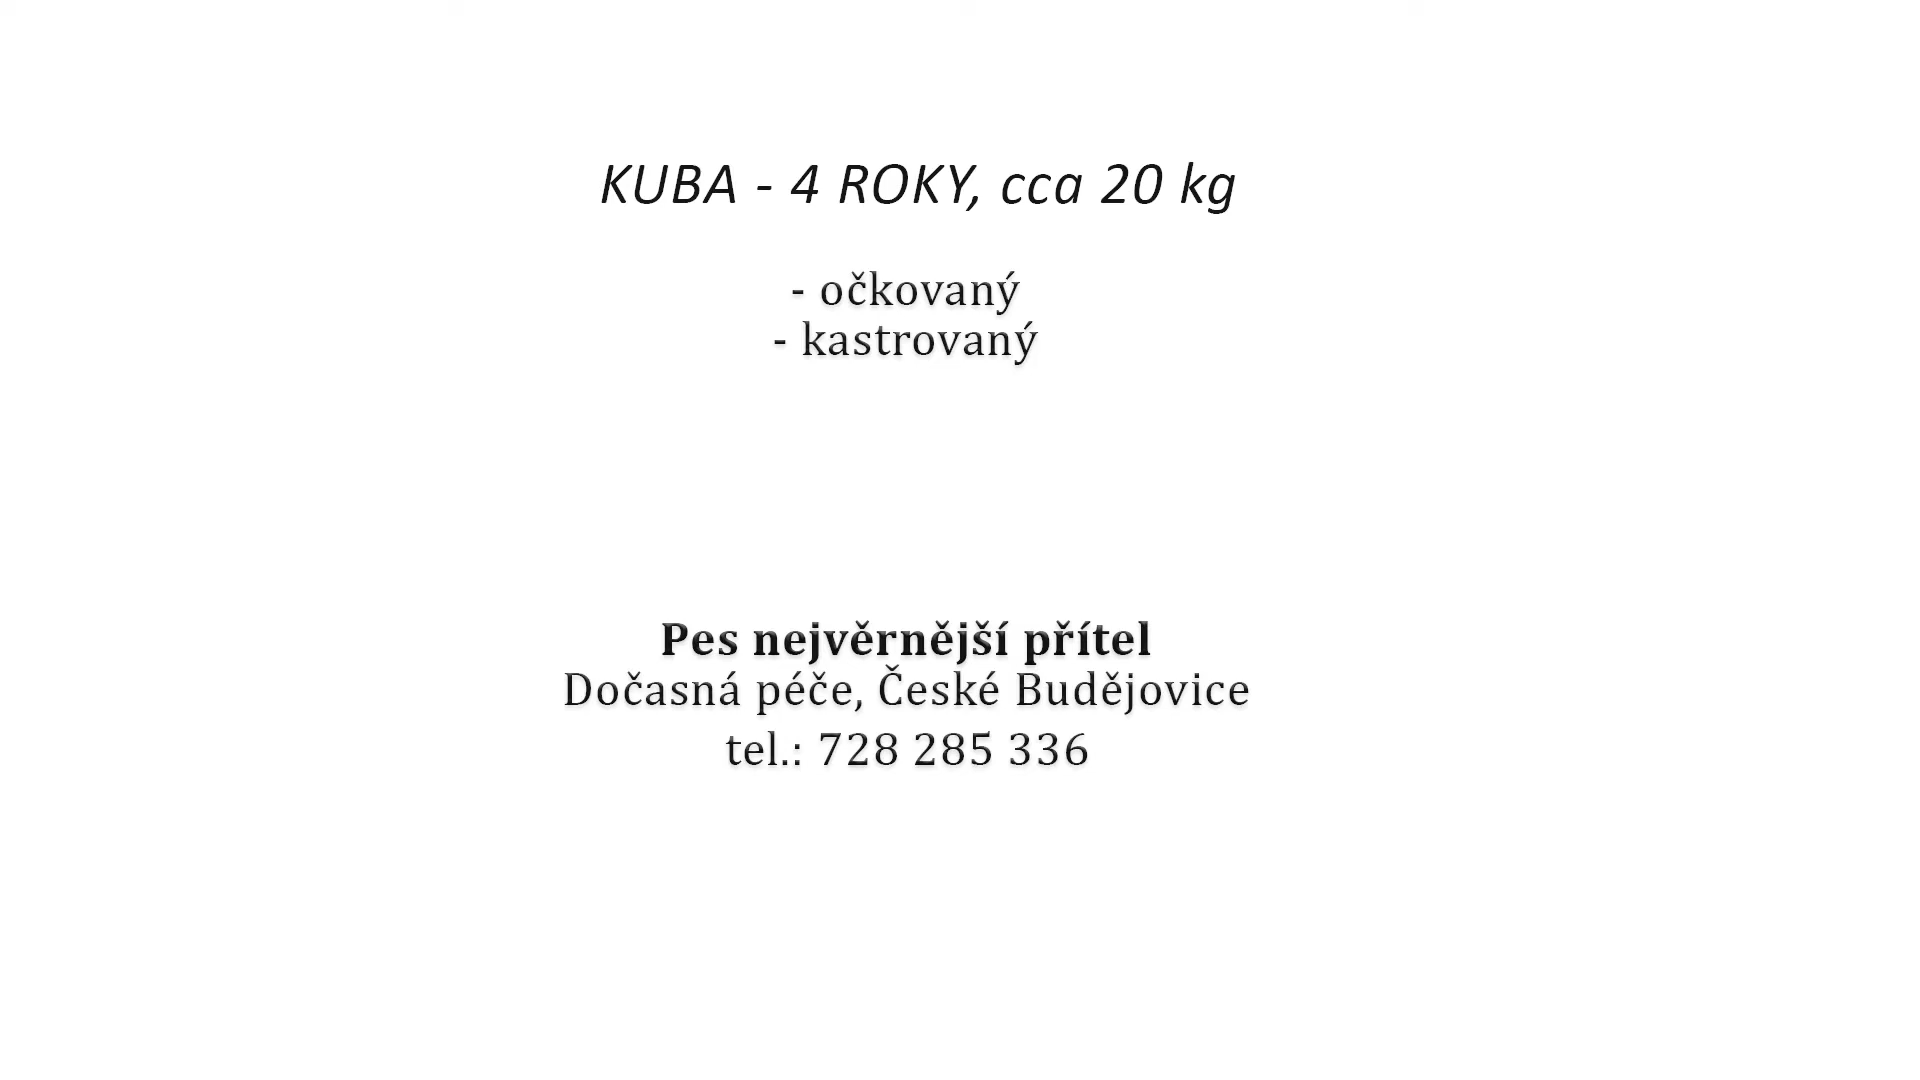 KUBA - 4 ROKY, cca 20 kg
- očkovaný
- kastrovaný
Pes nejvěrnější přítel
Dočasná péče, České Budějovice
tel.: 728 285 336